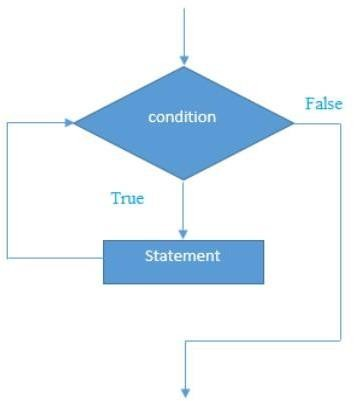 condition
False
True
Statement